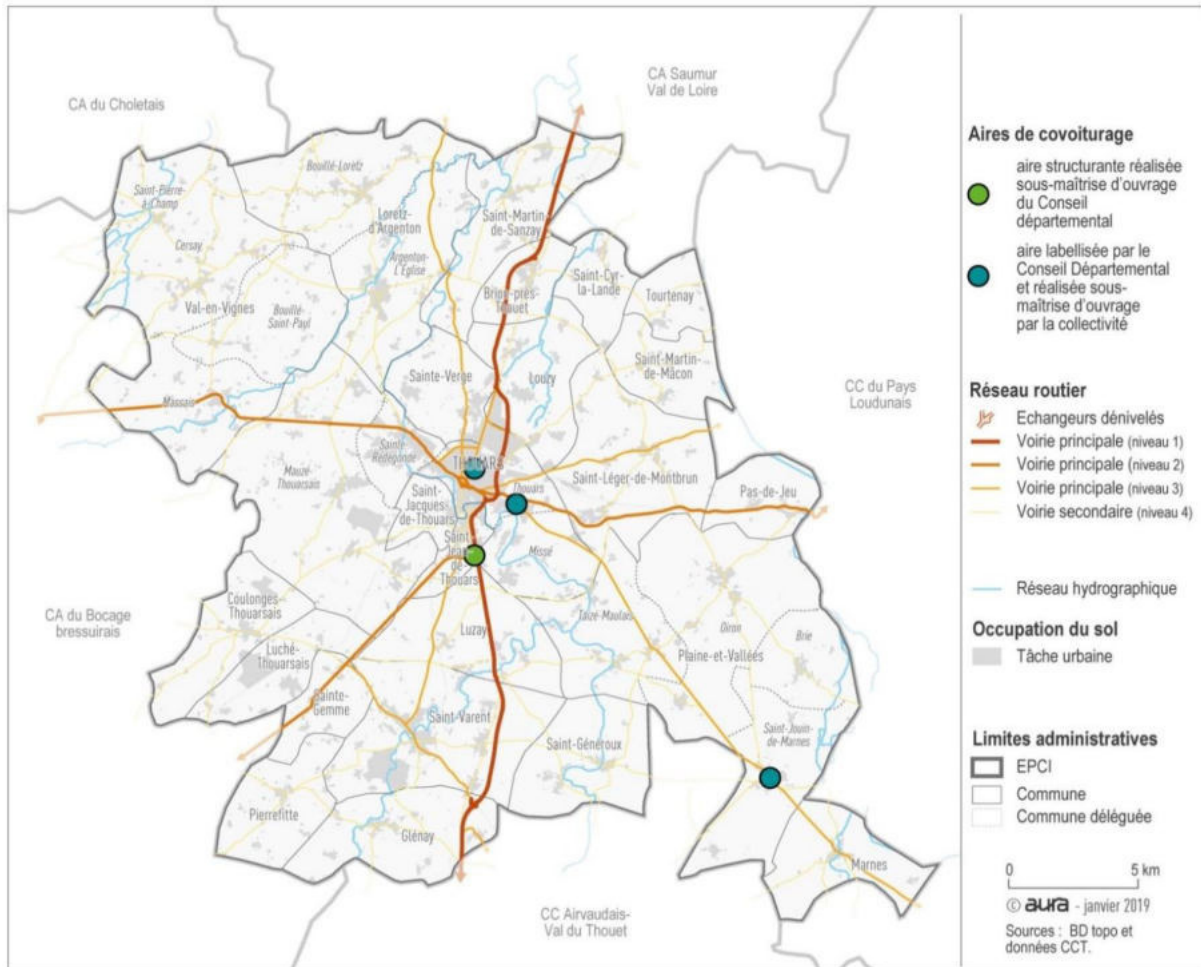 CA Saumur
Val de Loire
CA du Choletais
Bouillé-Loretz
Saint-Pierre-
à-Champ
Loretz-
d'Argenton
Saint-Martin-
de-Sanzay
Cersay
Argenton-
L'Église
Saint-Cyr-
la-Lande
Tourtenay
Val-en-Vignes
Bouillé-
Saint-Paul
Brion-près-
Thouet
Saint-Martin-
de-Mâcon
Sainte-Verge
Louzy
CC du Pays
Loudunais
Massais
Sainte-
Radegonde
THOUARS
Mauzé-
Thouarsais
Saint-
Jacques-
de-Thouars
Thouars
Saint-Léger-de-Montbrun
Pas-de-Jeu
Saint-
Jean-
de-
Thouars
Missé
CA du Bocage
bressuirais
Coulonges-
Thouarsais
Luzay
Taizé-Maulais
Oiron
Brie
Luché-
Thouarsais
Plaine-et-Vallées
Sainte-
Gemme
Saint-Varent
Saint-Généroux
Saint-Jouin-
de-Marnes
Pierrefitte
Glénay
Marnes
CC Airvaudais-
Val du Thouet
Aires de covoiturage
aire structurante réalisée
sous-maîtrise d'ouvrage
du Conseil
départemental
aire labellisée par le
Conseil Départemental
et réalisée sous-
maîtrise d'ouvrage
par la collectivité
Réseau routier
Echangeurs dénivelés
Voirie principale (niveau 1)
Voirie principale (niveau 2)
Voirie principale (niveau 3)
Voirie secondaire (niveau 4)
Réseau hydrographique
Occupation du sol
Tâche urbaine
Limites administratives
EPCI
Commune
Commune déléguée
0 5 km
© aura - janvier 2019
Sources : BD topo et
données CCT.